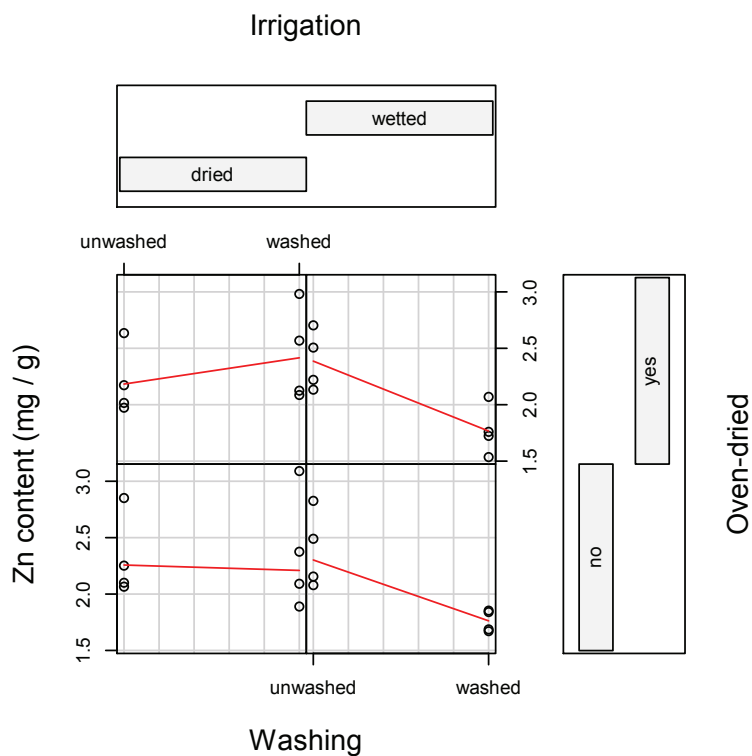 Irrigation
wetted
dried
unwashed washed
3.0
2.5
2.0
1.5
3.0
2.5
2.0
1.5
Zn content (mg / g)
yes
no
Oven-dried
unwashed washed
Washing